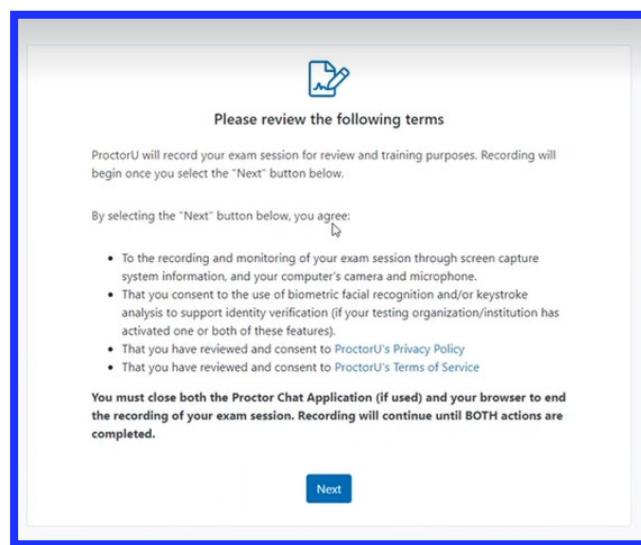 Please review the following terms
ProctorU will record your exam session for review and training purposes. Recording will
begin once you select the "Next" button below.
By selecting the "Next" button below, you agree:
• To the recording and monitoring of your exam session through screen capture
system information, and your computer's camera and microphone.
• That you consent to the use of biometric facial recognition and/or keystroke
analysis to support identity verification (if your testing organization/institution has
activated one or both of these features).
• That you have reviewed and consent to ProctorU's Privacy Policy
• That you have reviewed and consent to ProctorU's Terms of Service
You must close both the Proctor Chat Application (if used) and your browser to end
the recording of your exam session. Recording will continue until BOTH actions are
completed.
Next